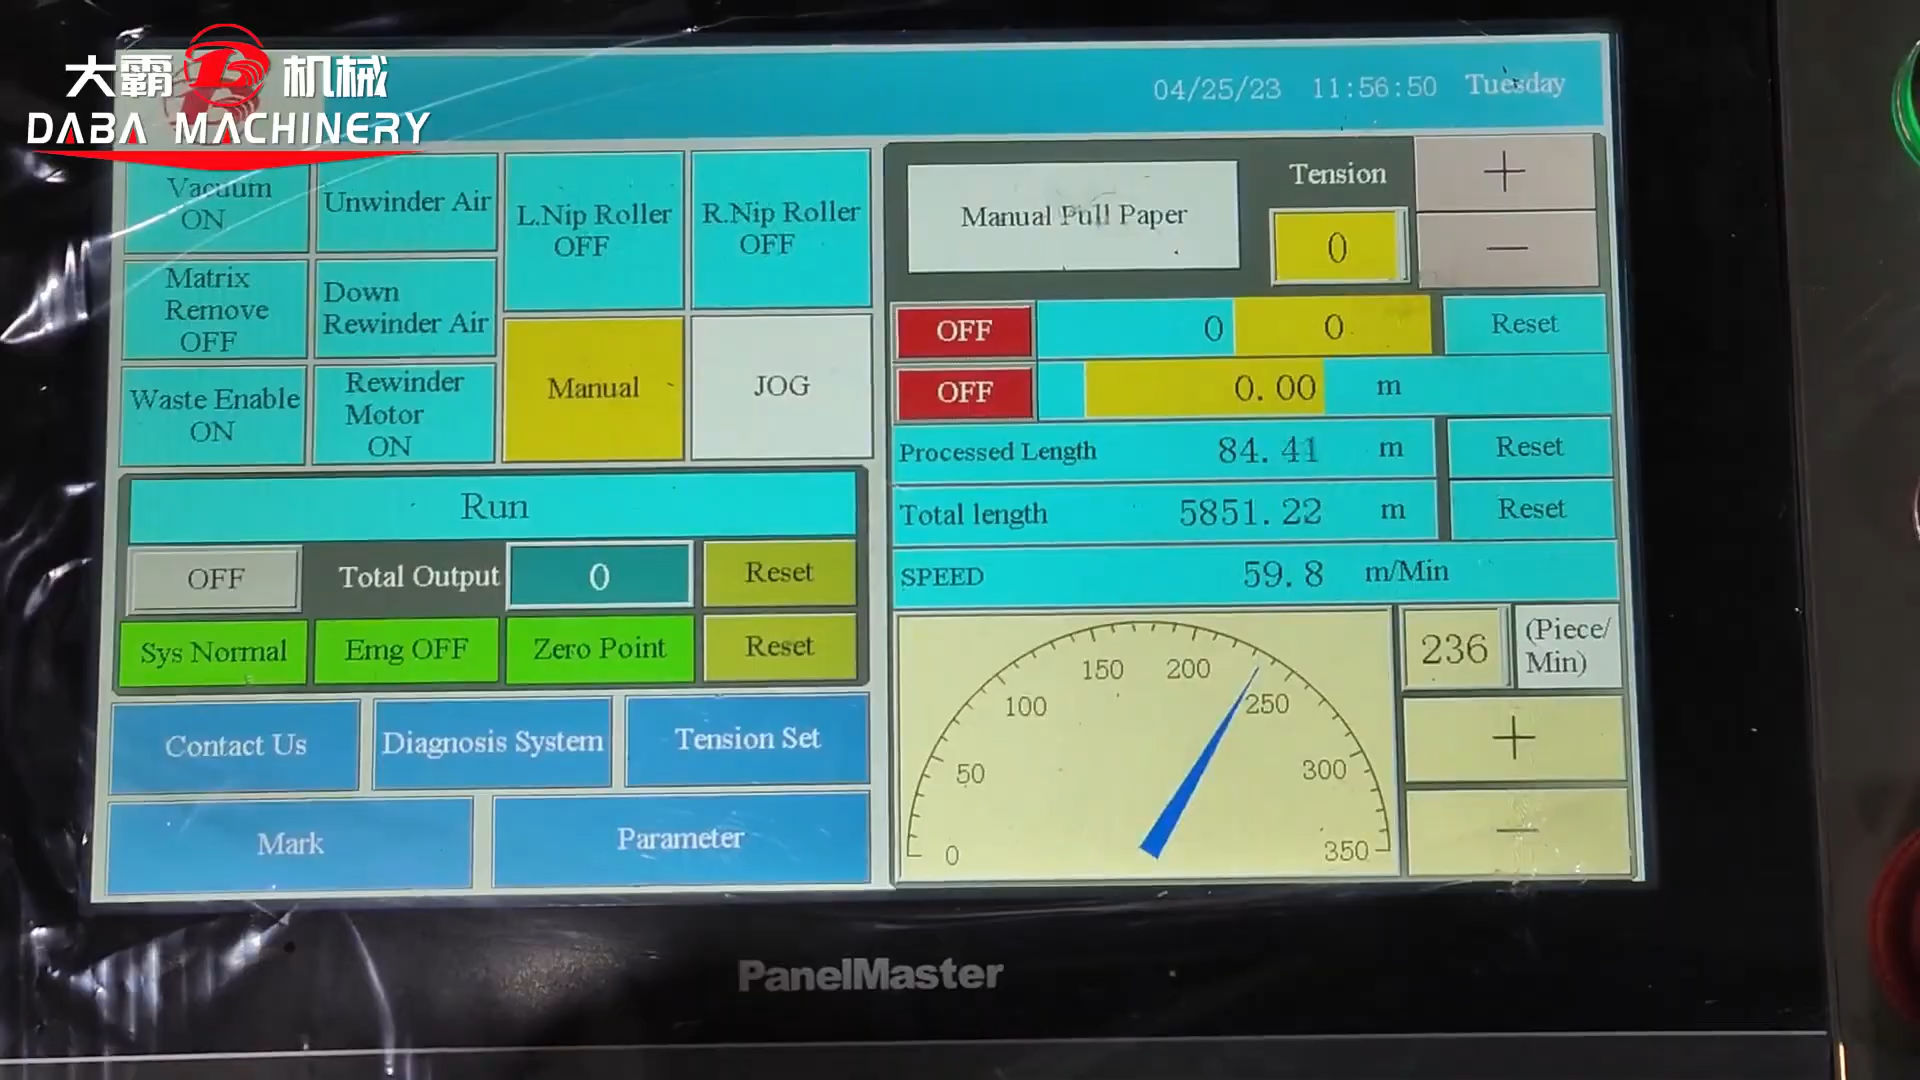 大霸 机械
DABA MACHINERY
04/25/23 11:56:50 Tuesday
Vacuum
ON
Unwinder Air
L.Nip Roller
OFF
R.Nip Roller
OFF
Matrix
Remove
OFF
Down
Rewinder Air
Manual
JOG
Waste Enable
ON
Rewinder
Motor
ON
Run
OFF
Total Output
0
Reset
Sys Normal
Emg OFF
Zero Point
Reset
Contact Us
Diagnosis System
Tension Set
Mark
Parameter
Manual Pull Paper
Tension
0
+
—
OFF
0
0
Reset
OFF
0.00 m
Processed Length 84.41 m
Reset
Total length 5851.22 m
Reset
SPEED 59.8 m/Min
0
50
100
150
200
250
300
350
236
(Piece/
Min)
+
—
PanelMaster